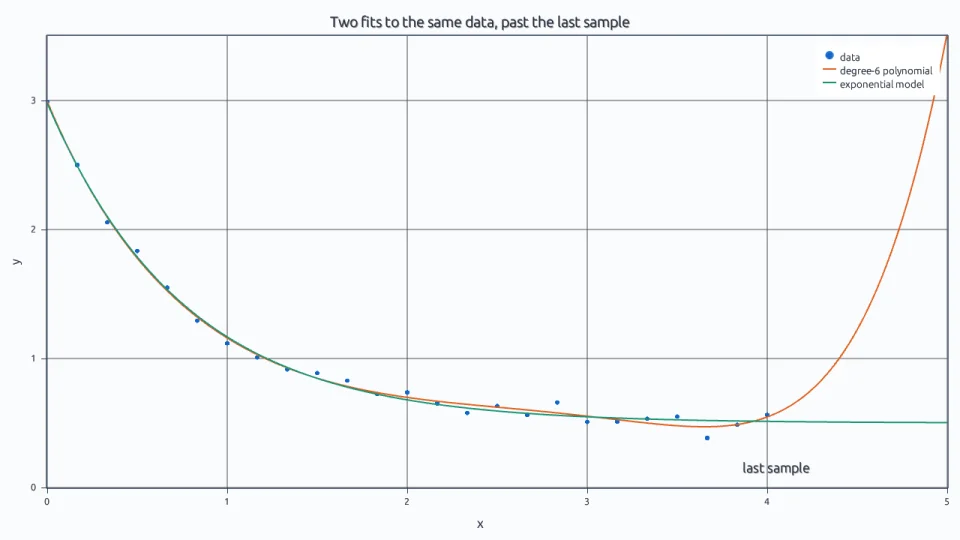 Two fits to the same data, past the last sample
data
degree-6 polynomial
exponential model
3
2
y
1
last sample
0
0 1 2 3 4 5
x